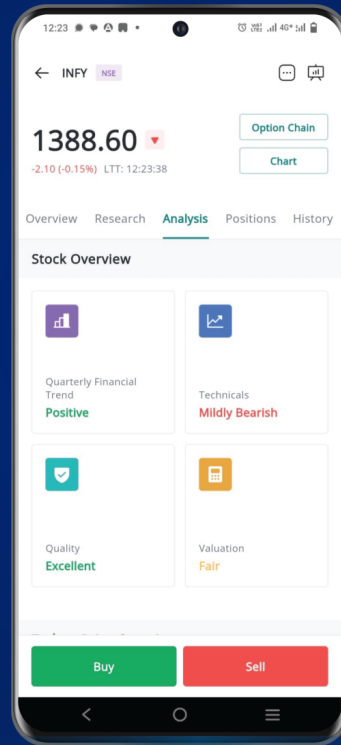 12:23
4G+
INFY NSE
1388.60
Option Chain
-2.10 (-0.15%) LTT: 12:23:38
Chart
Overview Research Analysis Positions History
Stock Overview
Quarterly Financial
Trend
Positive
Technicals
Mildly Bearish
Quality
Excellent
Valuation
Fair
Buy Sell